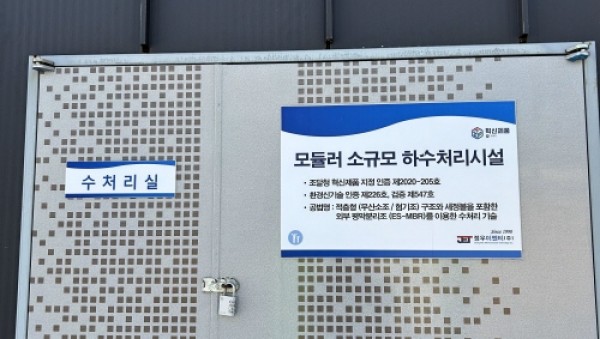 수처리실
혁신제품
모듈러 소규모 하수처리시설
• 조달형 혁신제품 지정 인증 제2020-205호
• 환경신기술 인증 제226호, 검증 제547호
• 공법명 : 적층형 (무산소조 / 혐기조) 구조와 세정볼을 포함한
외부 평막분리조 (ES-MBR)를 이용한 수처리 기술
Since 1998